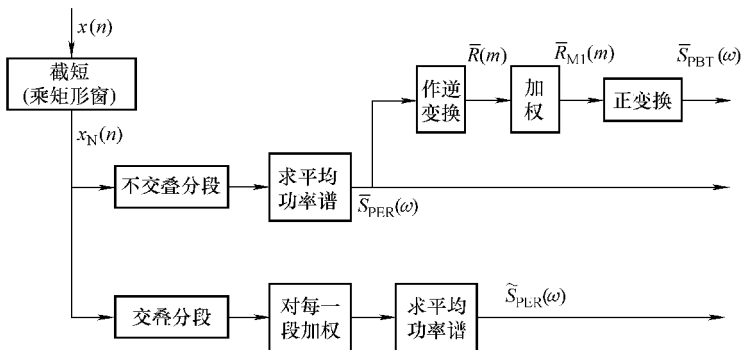 x(n)
截短
(乘矩形窗)
x_N(n)
作逆
变换
R̅(m)
加
权
R̅_M1(m)
正变换
S̅_PBT(ω)
不交叠分段
求平均
功率谱
S̅_PER(ω)
交叠分段
对每一
段加权
求平均
功率谱
S̃_PER(ω)